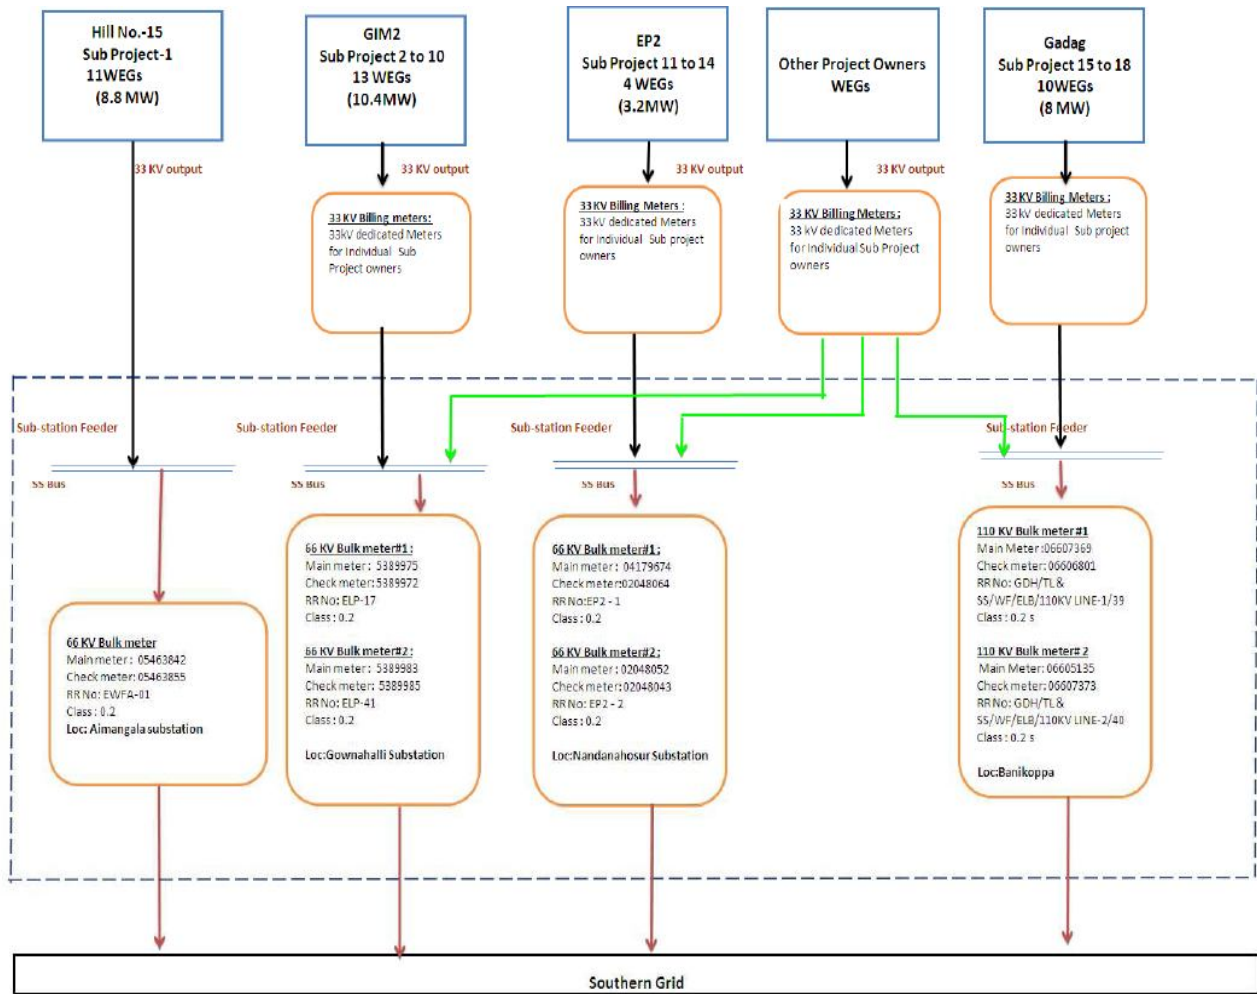 Hill No.-15
Sub Project-1
11WEGs
(8.8 MW)
GIM2
Sub Project 2 to 10
13 WEGs
(10.4MW)
EP2
Sub Project 11 to 14
4 WEGs
(3.2MW)
Other Project Owners
WEGs
Gadag
Sub Project 15 to 18
10WEGs
(8 MW)
33 KV output
33 KV output
33 KV output
33 KV output
33 KV Billing meters:
33kV dedicated Meters
for Individual Sub
Project owners
33 KV Billing Meters :
33kV dedicated Meters
for Individual Sub project
owners
33 KV Billing Meters :
33 kV dedicated Meters
for Individual Sub Project
owners
33 KV Billing Meters :
33kV dedicated Meters
for Individual Sub project
owners
Sub-station Feeder
Sub-station Feeder
Sub-station Feeder
Sub-station Feeder
SS Bus
SS Bus
SS Bus
SS Bus
66 KV Bulk meter
Main meter : 05463842
Check meter: 05463855
RR No: EWFA-01
Class : 0.2
Loc: Aimangala substation
66 KV Bulk meter#1 :
Main meter : 5389975
Check meter: 5389972
RR No: ELP-17
Class : 0.2
66 KV Bulk meter#2 :
Main meter : 5389983
Check meter: 5389985
RR No: ELP-41
Class : 0.2
Loc:Gownahalli Substation
66 KV Bulk meter#1 :
Main meter : 04179674
Check meter:02048064
RR No:EP2 - 1
Class : 0.2
66 KV Bulk meter#2 :
Main meter : 02048052
Check meter:02048043
RR No: EP2 - 2
Class : 0.2
Loc:Nandanahosur Substation
110 KV Bulk meter #1
Main Meter :06607369
Check meter:06606801
RR No: GDH/TL &
SS/WF/ELB/110KV LINE-1/39
Class : 0.2 s
110 KV Bulk meter# 2
Main Meter: 06605135
Check meter: 06607373
RR No: GDH/TL &
SS/WF/ELB/110KV LINE-2/40
Class : 0.2 s
Loc:Banikoppa
Southern Grid